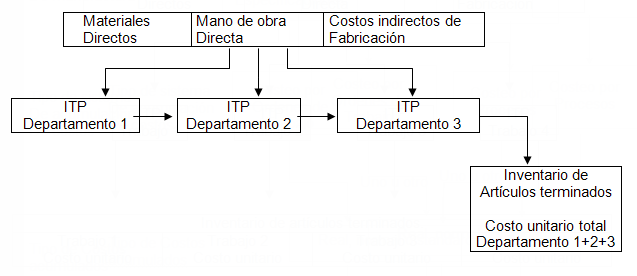 Materiales
Directos
Mano de obra
Directa
Costos indirectos de
Fabricación
ITP
Departamento 1
ITP
Departamento 2
ITP
Departamento 3
Inventario de
Artículos terminados
Costo unitario total
Departamento 1+2+3